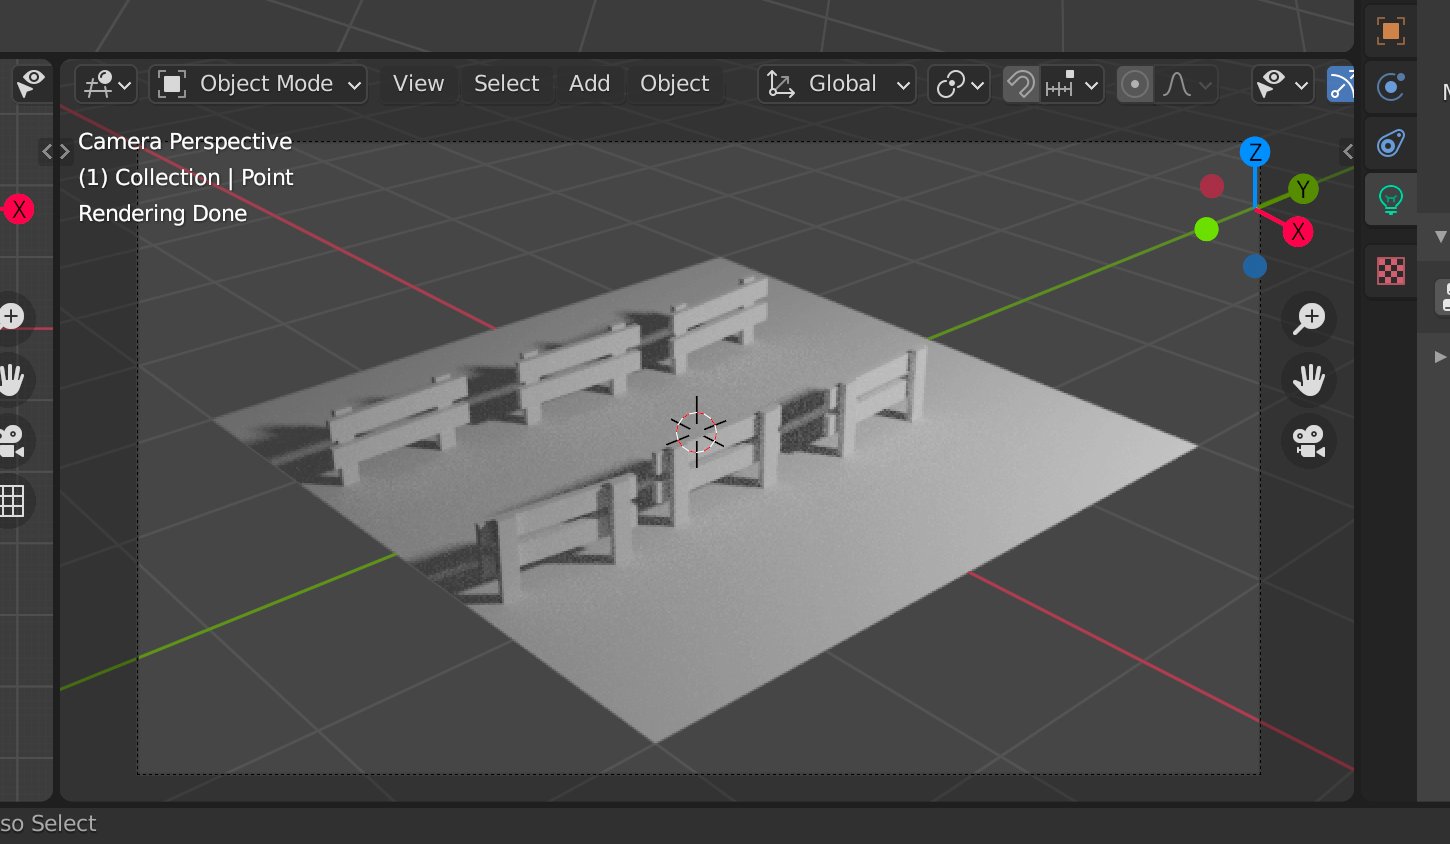 Object Mode View Select Add Object Global
Camera Perspective
(1) Collection | Point
Rendering Done
Z
Y
X
X
so Select